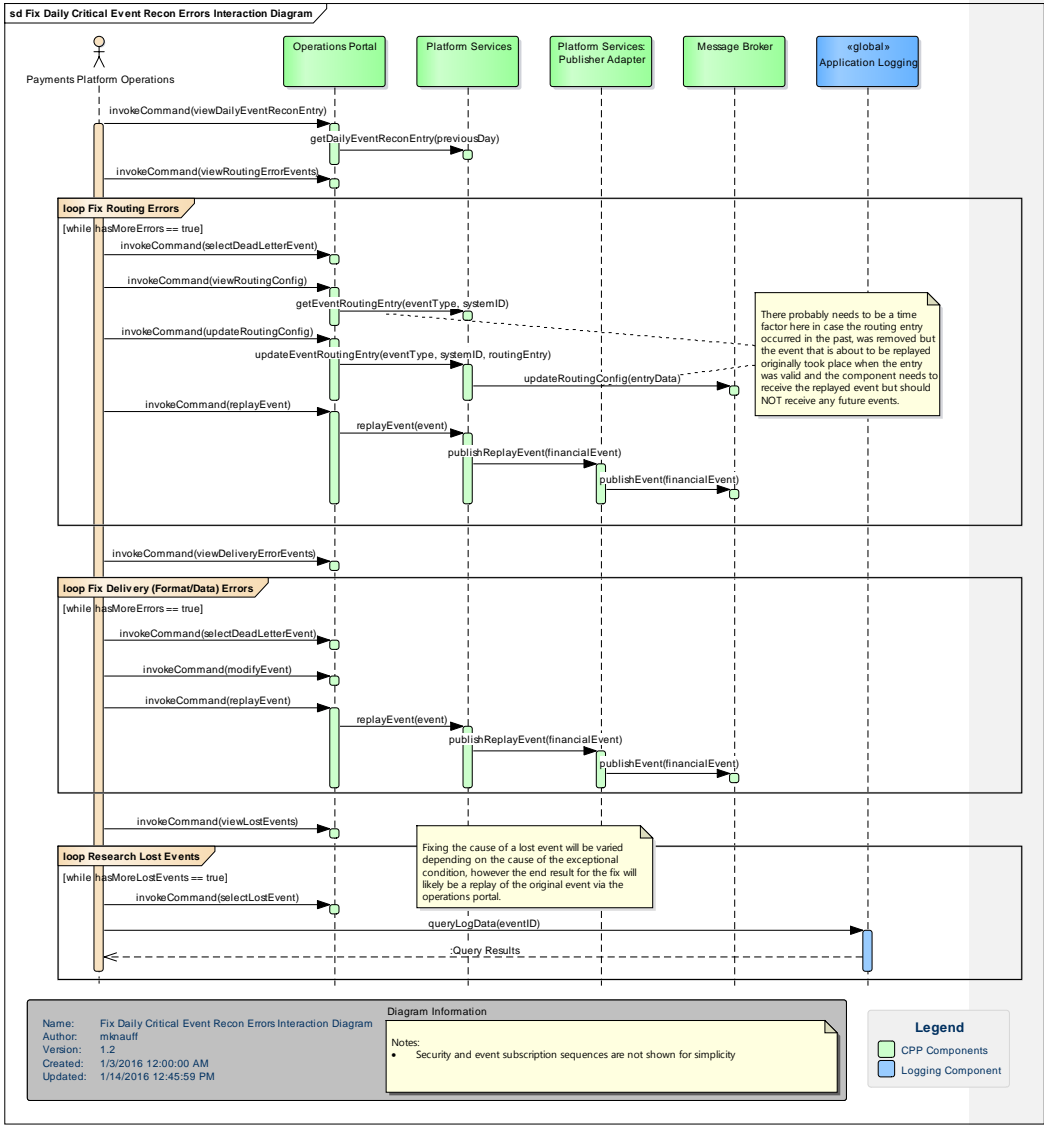 sd Fix Daily Critical Event Recon Errors Interaction Diagram
Payments Platform Operations
Operations Portal
Platform Services
Platform Services:
Publisher Adapter
Message Broker
«global»
Application Logging
invokeCommand(viewDailyEventReconEntry)
getDailyEventReconEntry(previousDay)
invokeCommand(viewRoutingErrorEvents)
loop Fix Routing Errors
[while hasMoreErrors == true]
invokeCommand(selectDeadLetterEvent)
invokeCommand(viewRoutingConfig)
getEventRoutingEntry(eventType, systemID)
invokeCommand(updateRoutingConfig)
updateEventRoutingEntry(eventType, systemID, routingEntry)
updateRoutingConfig(entryData)
There probably needs to be a time
factor here in case the routing entry
occurred in the past, was removed but
the event that is about to be replayed
originally took place when the entry
was valid and the component needs to
receive the replayed event but should
NOT receive any future events.
invokeCommand(replayEvent)
replayEvent(event)
publishReplayEvent(financialEvent)
publishEvent(financialEvent)
invokeCommand(viewDeliveryErrorEvents)
loop Fix Delivery (Format/Data) Errors
[while hasMoreErrors == true]
invokeCommand(selectDeadLetterEvent)
invokeCommand(modifyEvent)
invokeCommand(replayEvent)
replayEvent(event)
publishReplayEvent(financialEvent)
publishEvent(financialEvent)
invokeCommand(viewLostEvents)
loop Research Lost Events
[while hasMoreLostEvents == true]
Fixing the cause of a lost event will be varied
depending on the cause of the exceptional
condition, however the end result for the fix will
likely be a replay of the original event via the
operations portal.
invokeCommand(selectLostEvent)
queryLogData(eventID)
:Query Results
Name: Fix Daily Critical Event Recon Errors Interaction Diagram
Author: mknauff
Version: 1.2
Created: 1/3/2016 12:00:00 AM
Updated: 1/14/2016 12:45:59 PM
Diagram Information
Notes:
• Security and event subscription sequences are not shown for simplicity
Legend
CPP Components
Logging Component